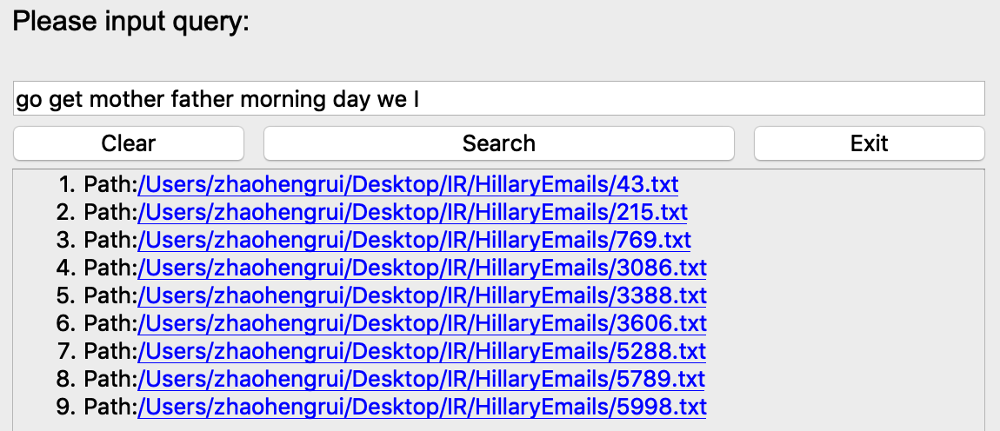 Please input query:
go get mother father morning day we I
Clear Search Exit
1. Path:/Users/zhaohengrui/Desktop/IR/HillaryEmails/43.txt
2. Path:/Users/zhaohengrui/Desktop/IR/HillaryEmails/215.txt
3. Path:/Users/zhaohengrui/Desktop/IR/HillaryEmails/769.txt
4. Path:/Users/zhaohengrui/Desktop/IR/HillaryEmails/3086.txt
5. Path:/Users/zhaohengrui/Desktop/IR/HillaryEmails/3388.txt
6. Path:/Users/zhaohengrui/Desktop/IR/HillaryEmails/3606.txt
7. Path:/Users/zhaohengrui/Desktop/IR/HillaryEmails/5288.txt
8. Path:/Users/zhaohengrui/Desktop/IR/HillaryEmails/5789.txt
9. Path:/Users/zhaohengrui/Desktop/IR/HillaryEmails/5998.txt